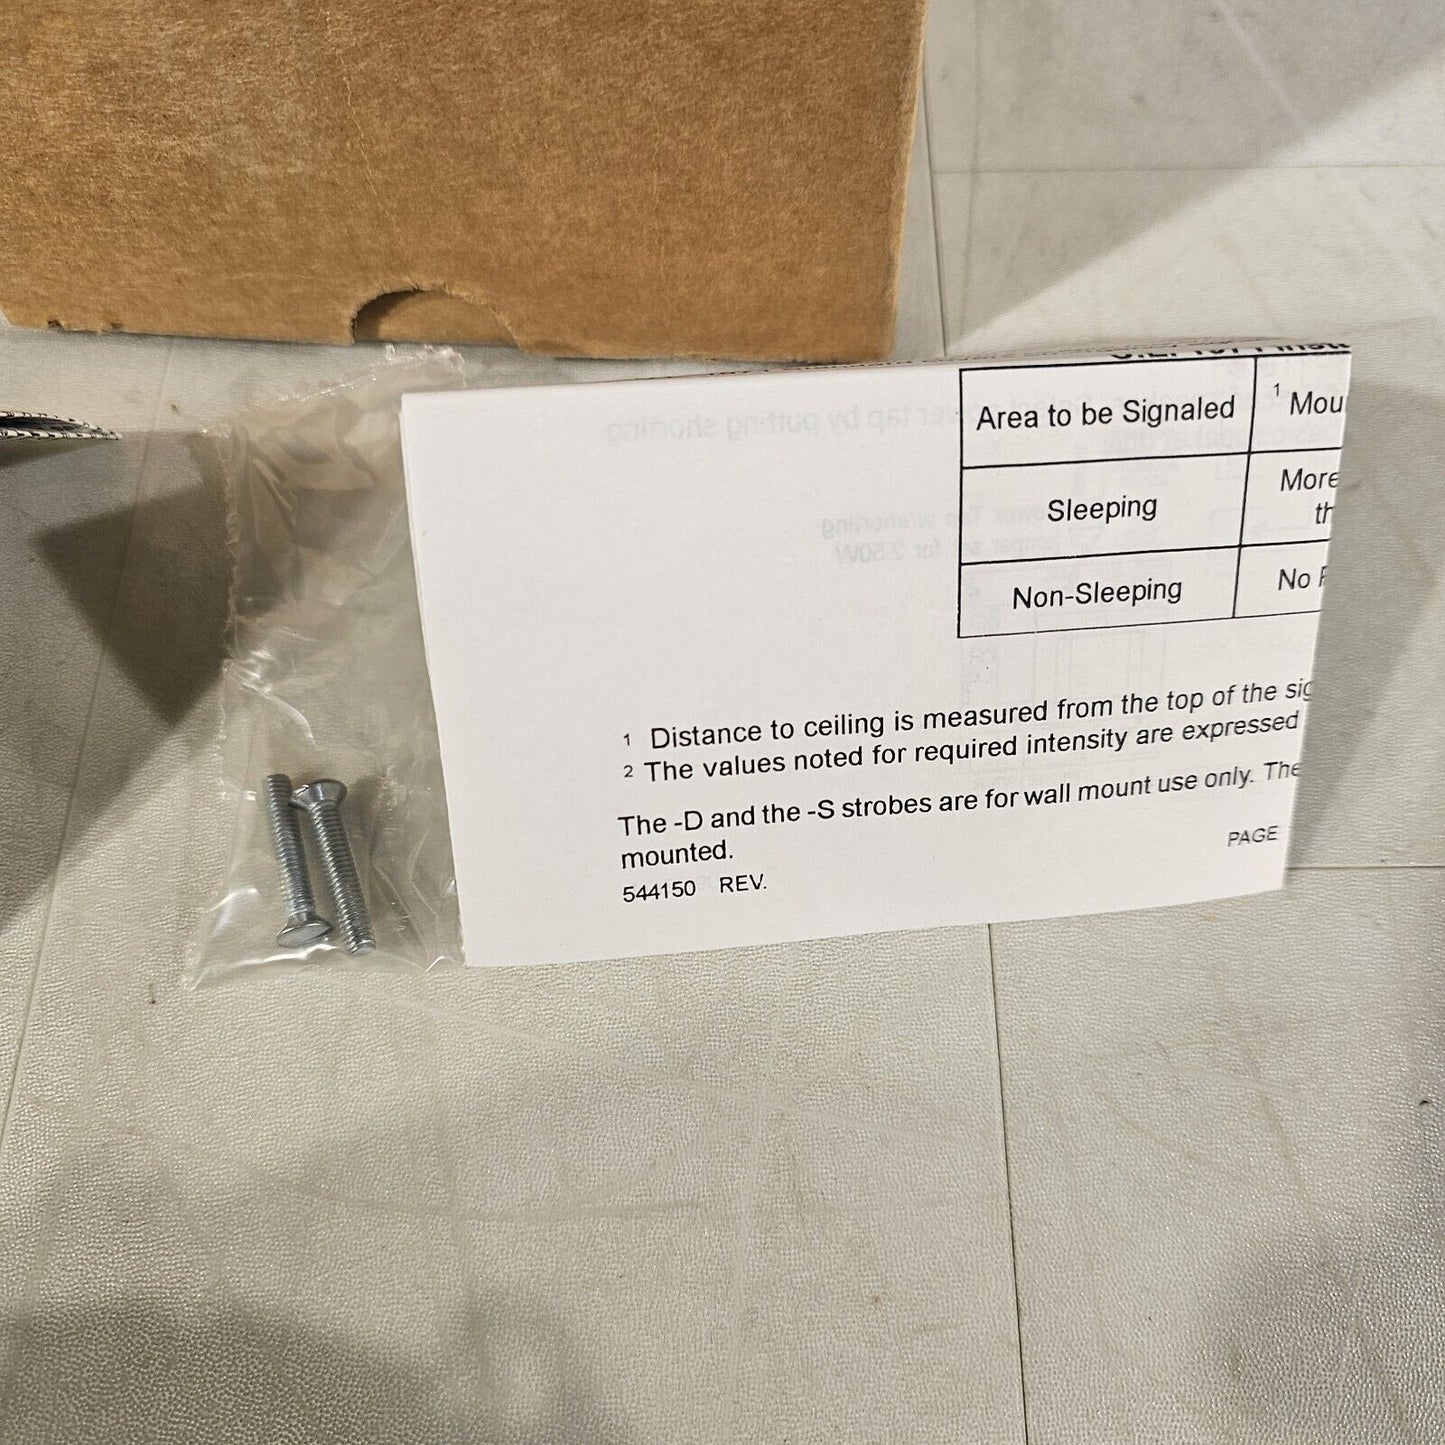 Area to be Signaled
¹ Mou
Sleeping
More
th
Non-Sleeping
No
¹ Distance to ceiling is measured from the top of the sig
² The values noted for required intensity are expressed
The -D and the -S strobes are for wall mount use only. The
mounted.
PAGE
544150 REV.